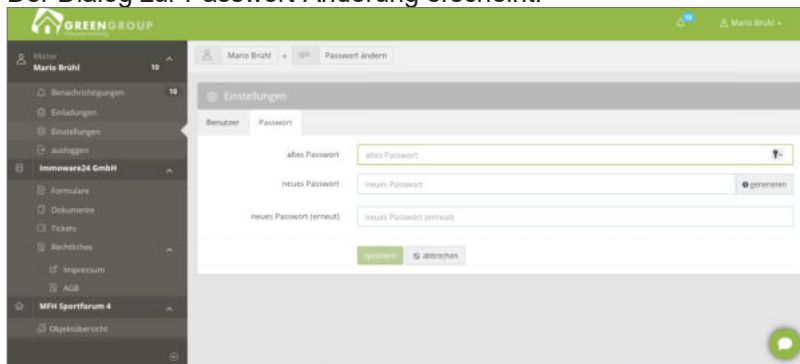 Der Dialog zur Passwort-Änderung erscheint.
GREENGROUP
10
Mario Brühl
Mieter
Mario Brühl 10
Mario Brühl » Passwort ändern
Benachrichtigungen 10
Einladungen
Einstellungen
ausloggen
Immoware24 GmbH
Formulare
Dokumente
Tickets
Rechtliches
Impressum
AGB
MFH Sportforum 4
Objektübersicht
Einstellungen
Benutzer Passwort
altes Passwort altes Passwort
neues Passwort neues Passwort generieren
neues Passwort (erneut) neues Passwort (erneut)
speichern abbrechen